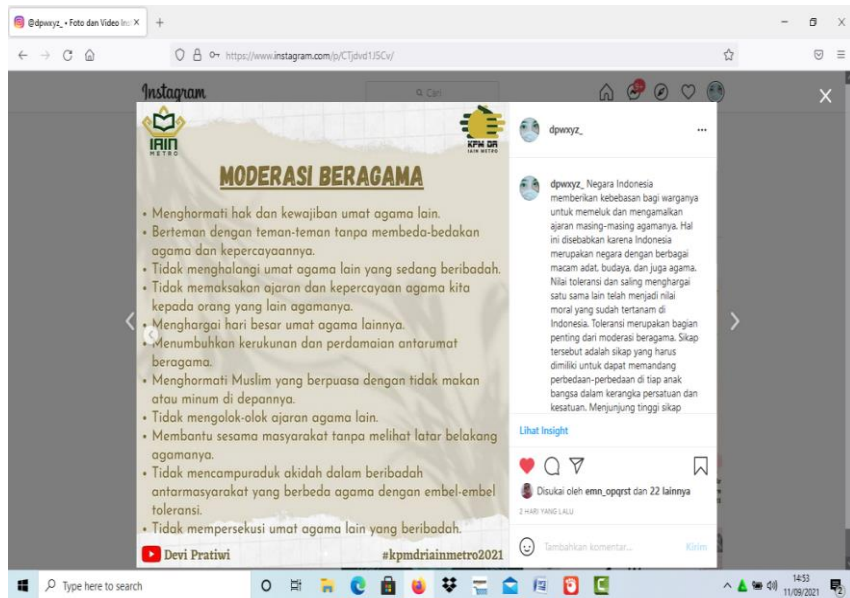 @dpwxyz_ • Foto dan Video Ins
https://www.instagram.com/p/CTjdvd1J5Cv/
Instagram
Cari
IAIN
METRO
KPM DR
IAIN METRO
MODERASI BERAGAMA
• Menghormati hak dan kewajiban umat agama lain.
• Berteman dengan teman-teman tanpa membeda-bedakan
agama dan kepercayaannya.
• Tidak menghalangi umat agama lain yang sedang beribadah.
• Tidak memaksakan ajaran dan kepercayaan agama kita
kepada orang yang lain agamanya.
• Menghargai hari besar umat agama lainnya.
• Menumbuhkan kerukunan dan perdamaian antarumat
beragama.
• Menghormati Muslim yang berpuasa dengan tidak makan
atau minum di depannya.
• Tidak mengolok-olok ajaran agama lain.
• Membantu sesama masyarakat tanpa melihat latar belakang
agamanya.
• Tidak mencampuraduk akidah dalam beribadah
antarmasyarakat yang berbeda agama dengan embel-embel
toleransi.
• Tidak mempersekusi umat agama lain yang beribadah.
Devi Pratiwi
#kpmdriainmetro2021
dpwxyz_
dpwxyz_ Negara Indonesia
memberikan kebebasan bagi warganya
untuk memeluk dan mengamalkan
ajaran masing-masing agamanya. Hal
ini disebabkan karena Indonesia
merupakan negara dengan berbagai
macam adat, budaya, dan juga agama.
Nilai toleransi dan saling menghargai
satu sama lain telah menjadi nilai
moral yang sudah tertanam di
Indonesia. Toleransi merupakan bagian
penting dari moderasi beragama. Sikap
tersebut adalah sikap yang harus
dimiliki untuk dapat memandang
perbedaan-perbedaan di tiap anak
bangsa dalam kerangka persatuan dan
kesatuan. Menjunjung tinggi sikap
Lihat Insight
Disukai oleh emn_opqrst dan 22 lainnya
2 HARI YANG LALU
Tambahkan komentar...
Kirim
Type here to search
14:53
11/09/2021